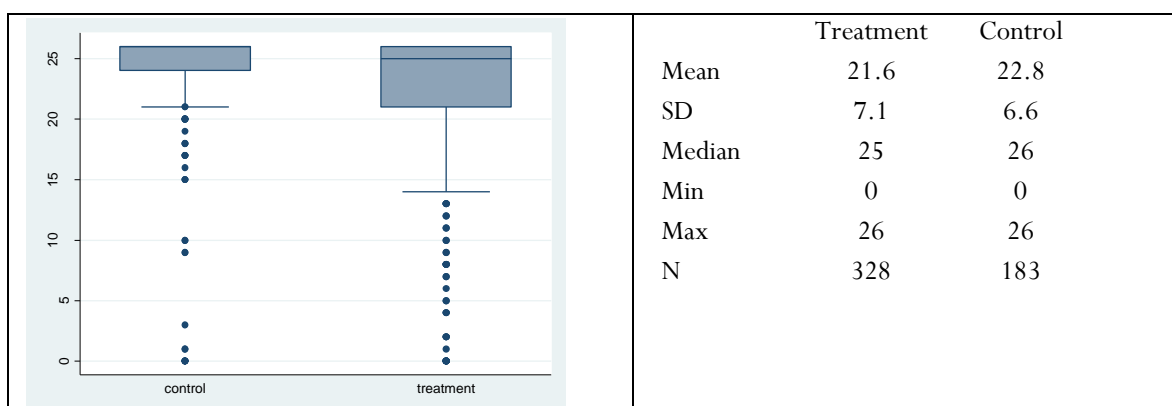 25
20
15
10
5
0
control treatment
Treatment Control
Mean 21.6 22.8
SD 7.1 6.6
Median 25 26
Min 0 0
Max 26 26
N 328 183